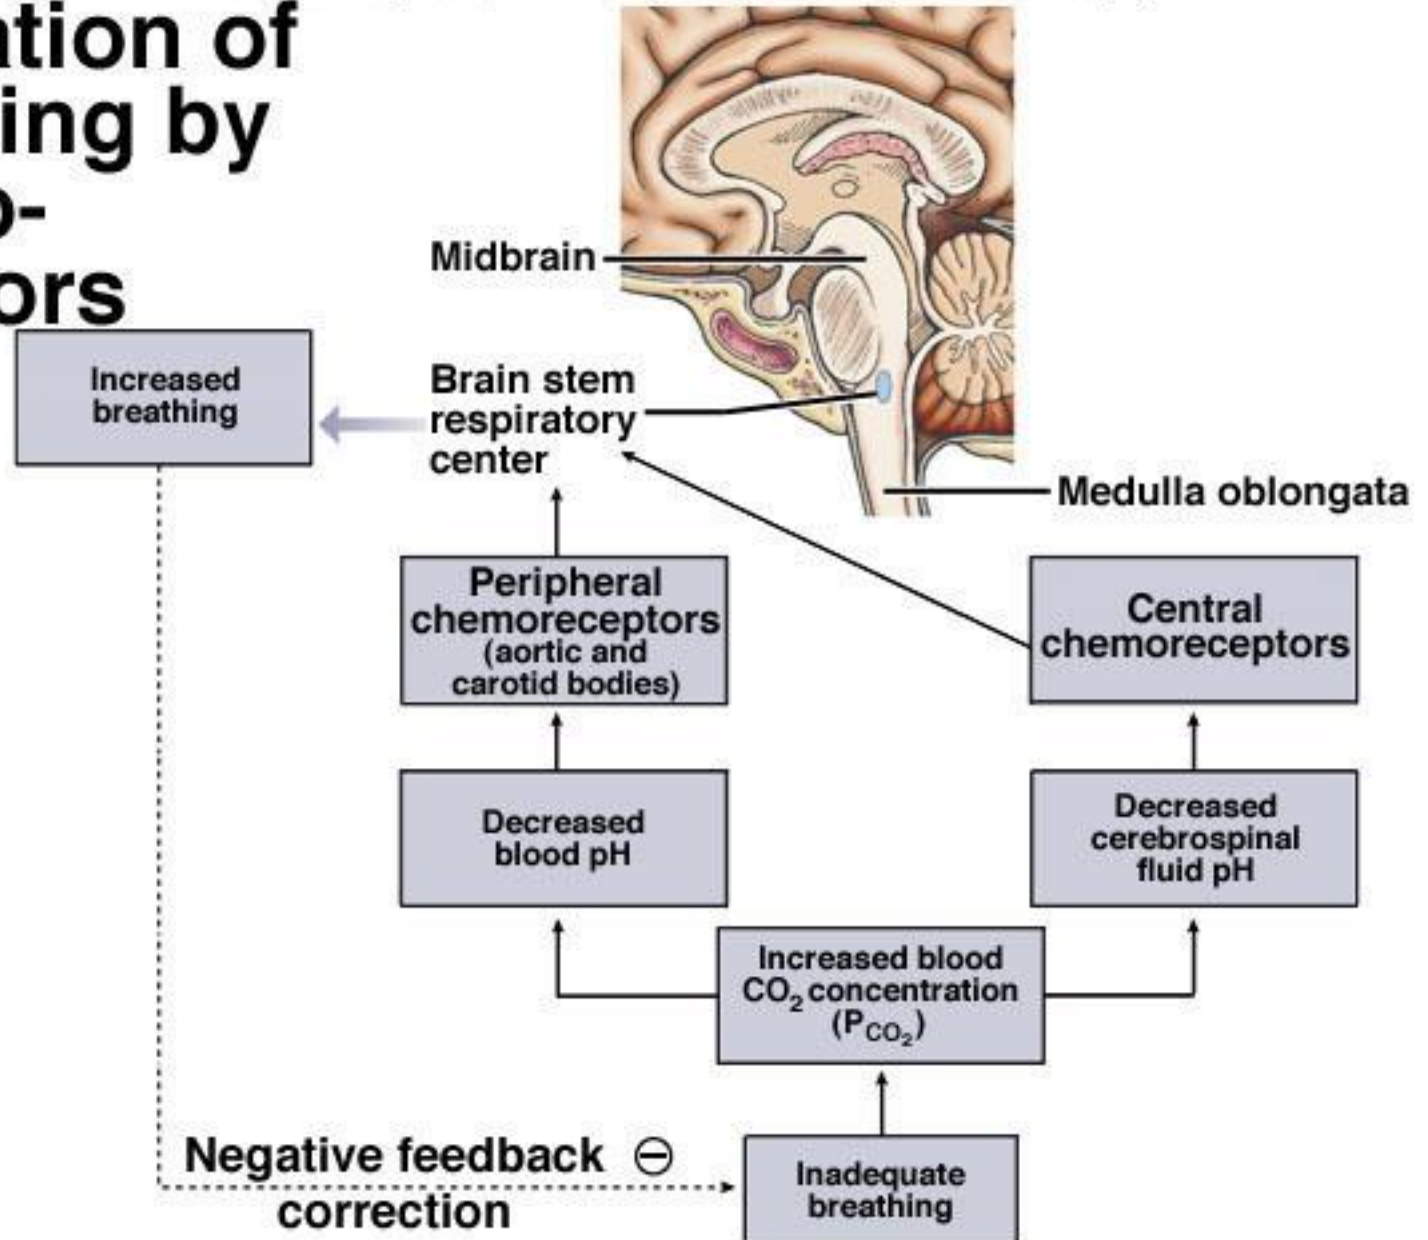 ation of
ing by
o-
ors
Midbrain
Increased
breathing
Brain stem
respiratory
center
Medulla oblongata
Peripheral
chemoreceptors
(aortic and
carotid bodies)
Central
chemoreceptors
Decreased
blood pH
Decreased
cerebrospinal
fluid pH
Increased blood
CO₂ concentration
(P_CO₂)
Negative feedback ⊖
correction
Inadequate
breathing